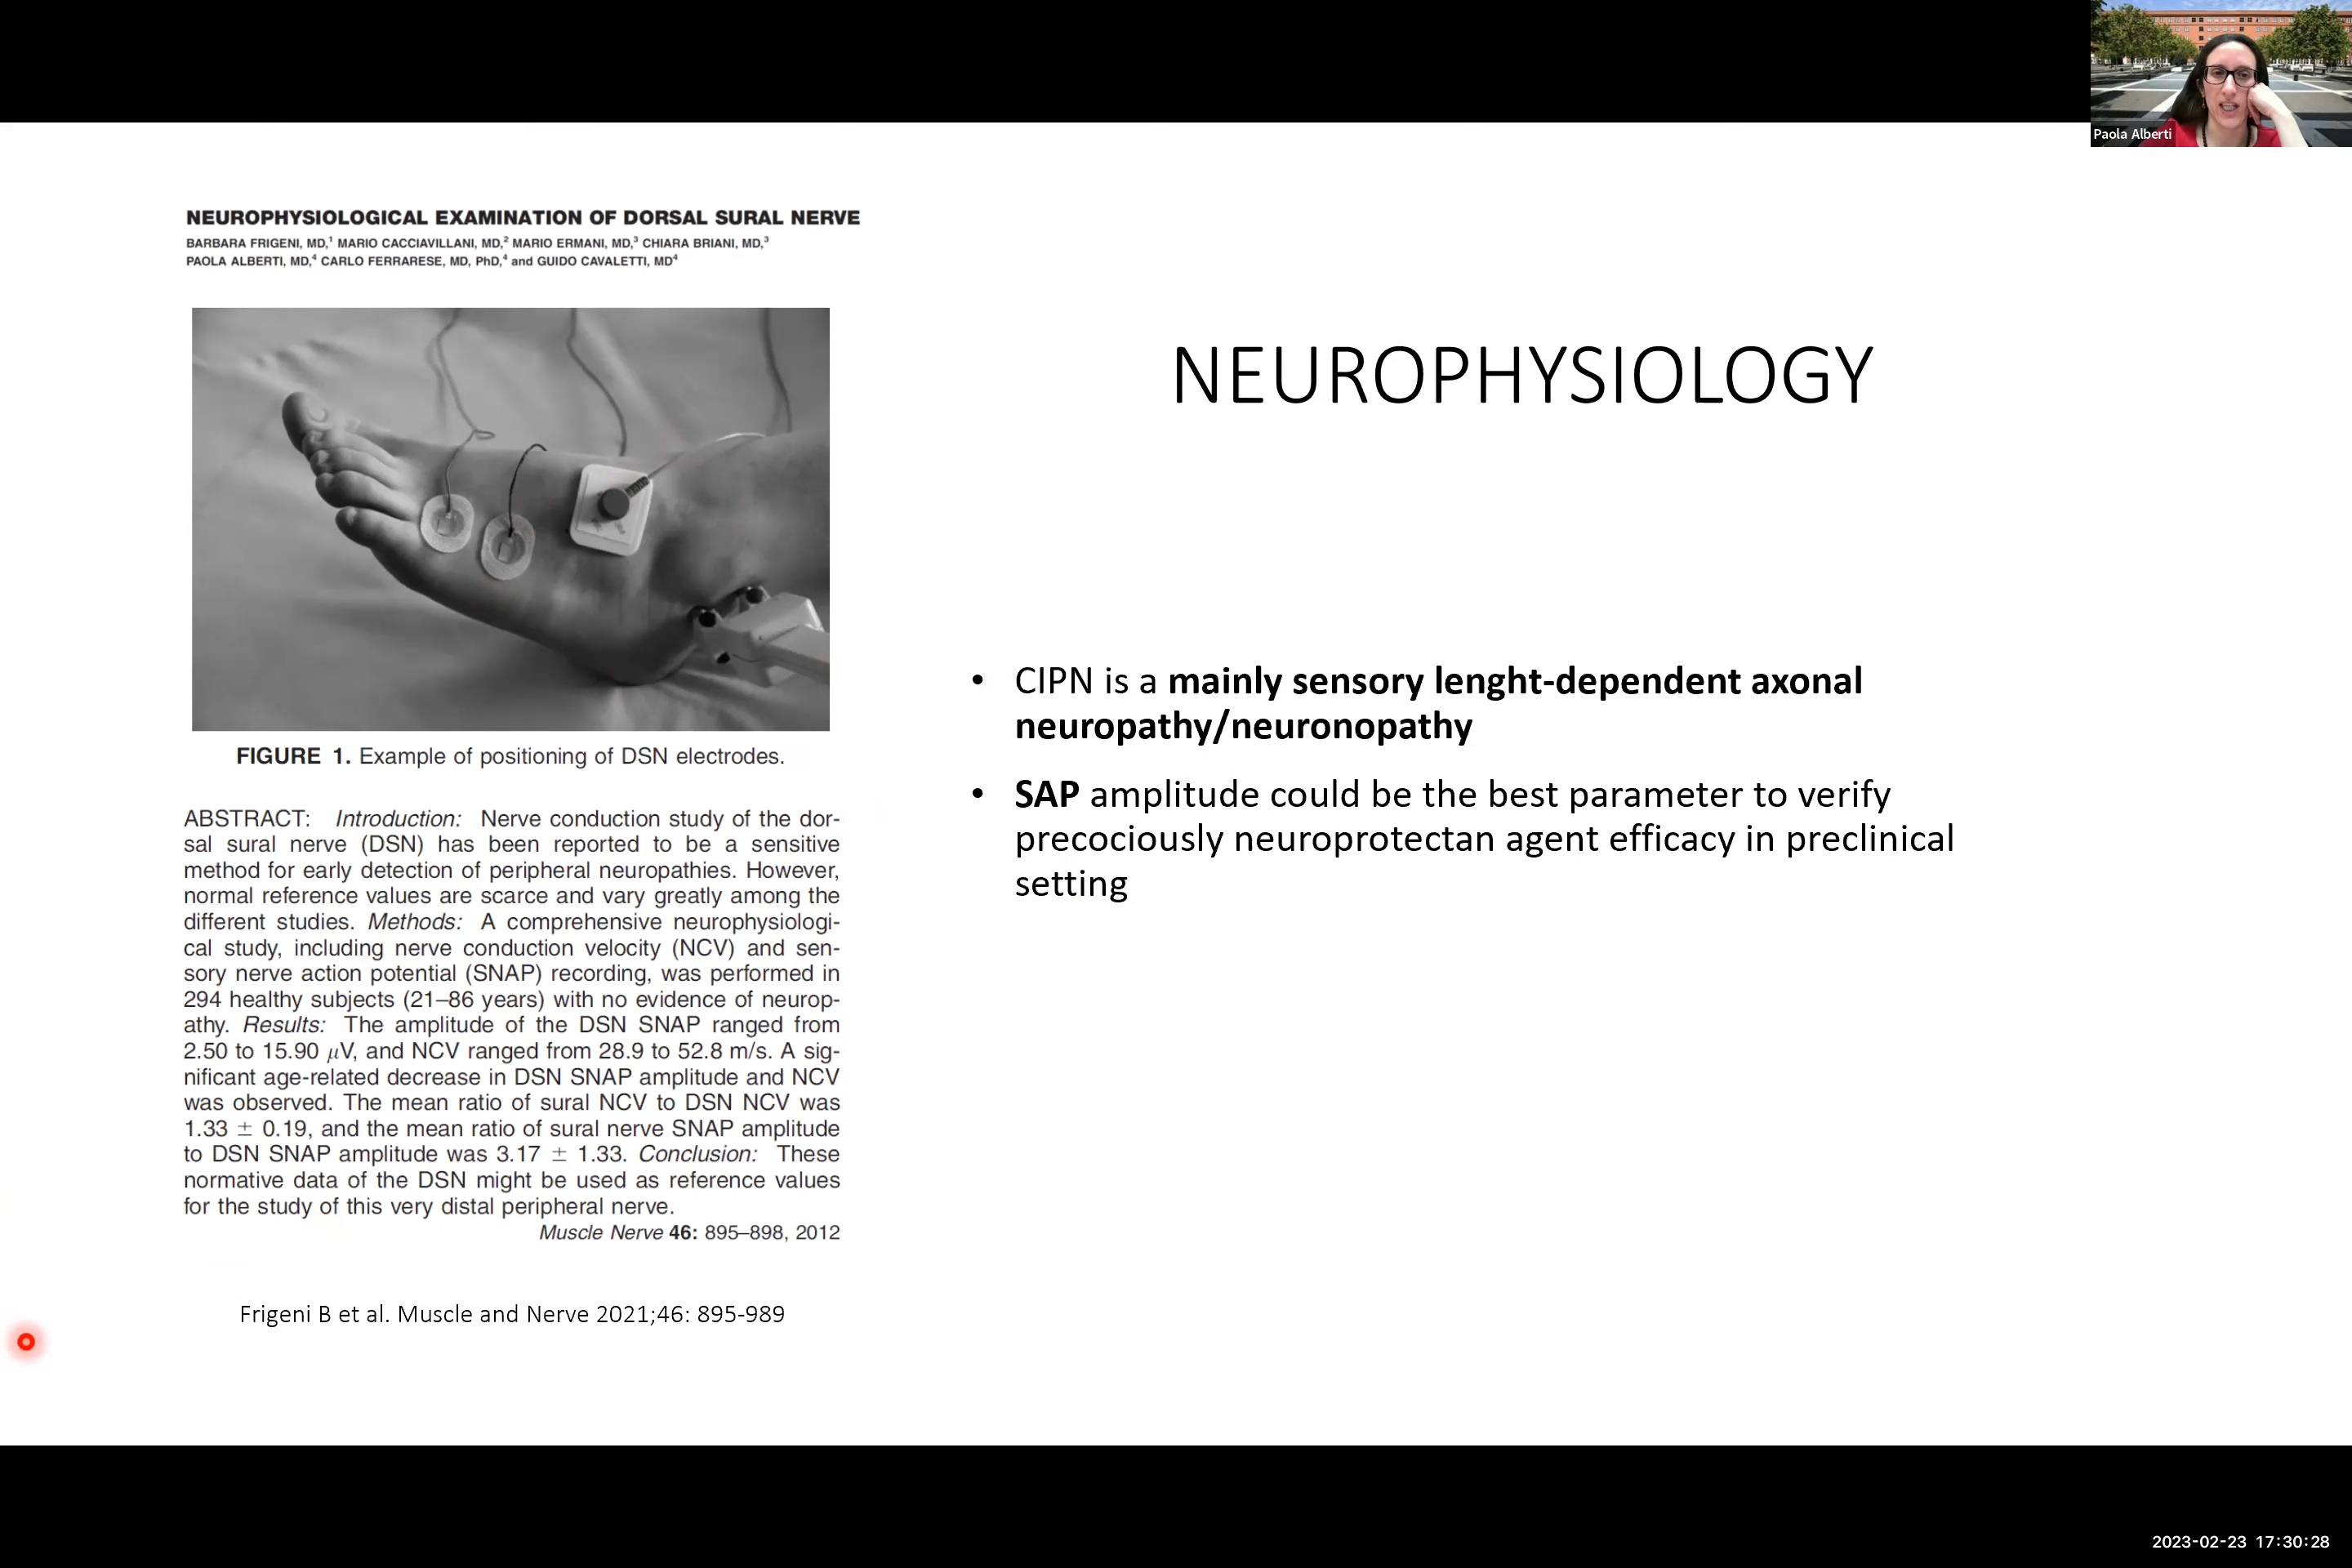 Paola Alberti
NEUROPHYSIOLOGICAL EXAMINATION OF DORSAL SURAL NERVE
BARBARA FRIGENI, MD,1 MARIO CACCIAVILLANI, MD,2 MARIO ERMANI, MD,3 CHIARA BRIANI, MD,3
PAOLA ALBERTI, MD,4 CARLO FERRARESE, MD, PhD,4 and GUIDO CAVALETTI, MD4
FIGURE 1. Example of positioning of DSN electrodes.
ABSTRACT: Introduction: Nerve conduction study of the dor-
sal sural nerve (DSN) has been reported to be a sensitive
method for early detection of peripheral neuropathies. However,
normal reference values are scarce and vary greatly among the
different studies. Methods: A comprehensive neurophysiologi-
cal study, including nerve conduction velocity (NCV) and sen-
sory nerve action potential (SNAP) recording, was performed in
294 healthy subjects (21–86 years) with no evidence of neurop-
athy. Results: The amplitude of the DSN SNAP ranged from
2.50 to 15.90 μV, and NCV ranged from 28.9 to 52.8 m/s. A sig-
nificant age-related decrease in DSN SNAP amplitude and NCV
was observed. The mean ratio of sural NCV to DSN NCV was
1.33 ± 0.19, and the mean ratio of sural nerve SNAP amplitude
to DSN SNAP amplitude was 3.17 ± 1.33. Conclusion: These
normative data of the DSN might be used as reference values
for the study of this very distal peripheral nerve.
Muscle Nerve 46: 895–898, 2012
Frigeni B et al. Muscle and Nerve 2021;46: 895-989
NEUROPHYSIOLOGY
• CIPN is a mainly sensory lenght-dependent axonal
neuropathy/neuronopathy
• SAP amplitude could be the best parameter to verify
precociously neuroprotectan agent efficacy in preclinical
setting
2023-02-23 17:30:28